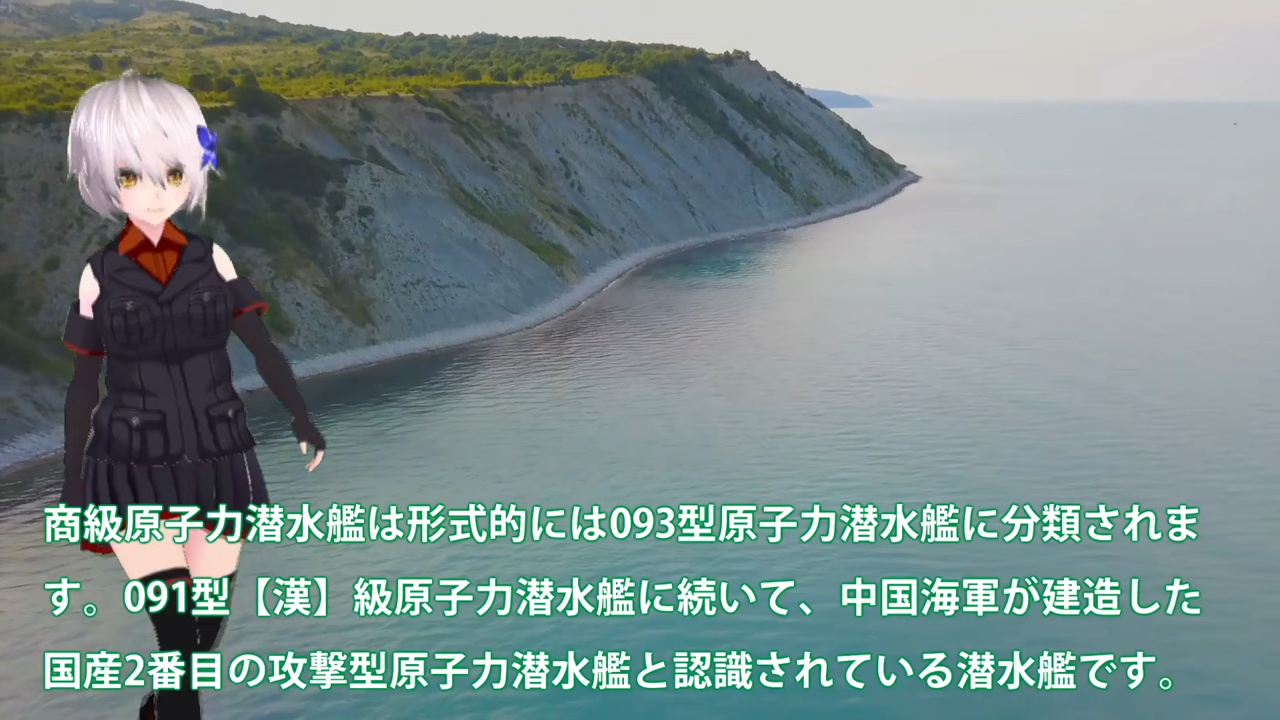 商級原子力潜水艦は形式的には093型原子力潜水艦に分類されま
す。091型【漢】級原子力潜水艦に続いて、中国海軍が建造した
国産2番目の攻撃型原子力潜水艦と認識されている潜水艦です。